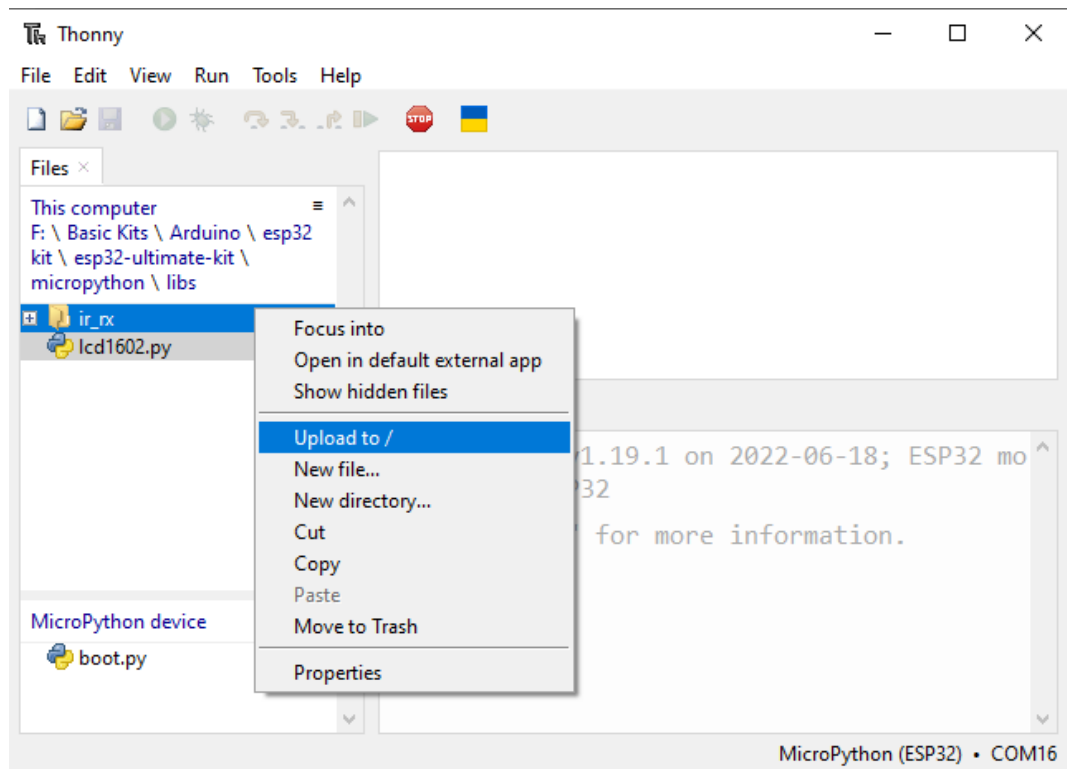 Thonny
File Edit View Run Tools Help
STOP
Files
This computer
F: \ Basic Kits \ Arduino \ esp32
kit \ esp32-ultimate-kit \
micropython \ libs
ir_rx
lcd1602.py
Focus into
Open in default external app
Show hidden files
Upload to /
New file...
New directory...
Cut
Copy
Paste
Move to Trash
Properties
v1.19.1 on 2022-06-18; ESP32 mo
32
for more information.
MicroPython device
boot.py
MicroPython (ESP32) • COM16